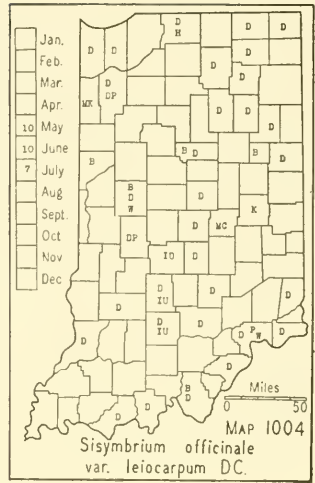 Jan.
Feb.
Mar.
Apr.
10 May
10 June
7 July
Aug
Sept.
Oct
Nov
Dec
D
H
D D
D D
D
D
D
DP
MK
D D
D
B D
B
D
B
B
D
W
D
K
MC
DP
IU
D
D
IU
D
D
D
D
IU
D
D
P
W
D
D
D
B
D
D
D
Miles
0 50
MAP 1004
Sisymbrium officinale
var. leiocarpum DC.